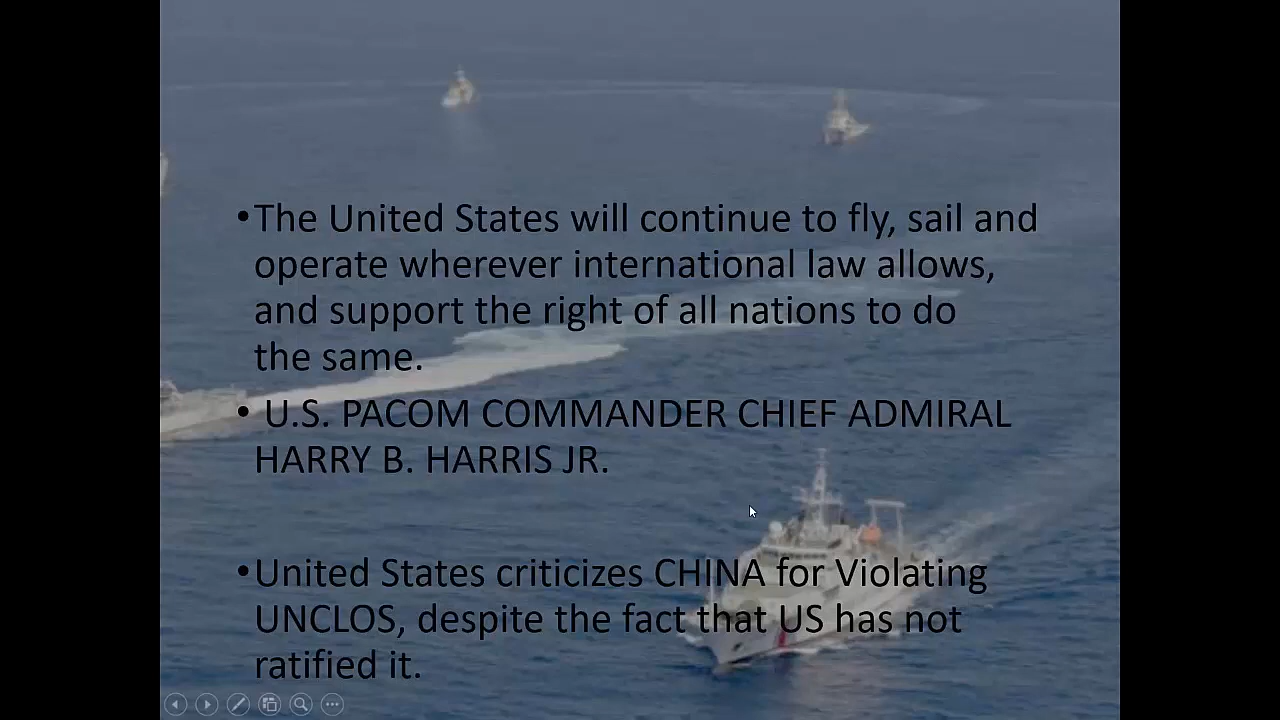 •The United States will continue to fly, sail and
operate wherever international law allows,
and support the right of all nations to do
the same.
• U.S. PACOM COMMANDER CHIEF ADMIRAL
HARRY B. HARRIS JR.
•United States criticizes CHINA for Violating
UNCLOS, despite the fact that US has not
ratified it.